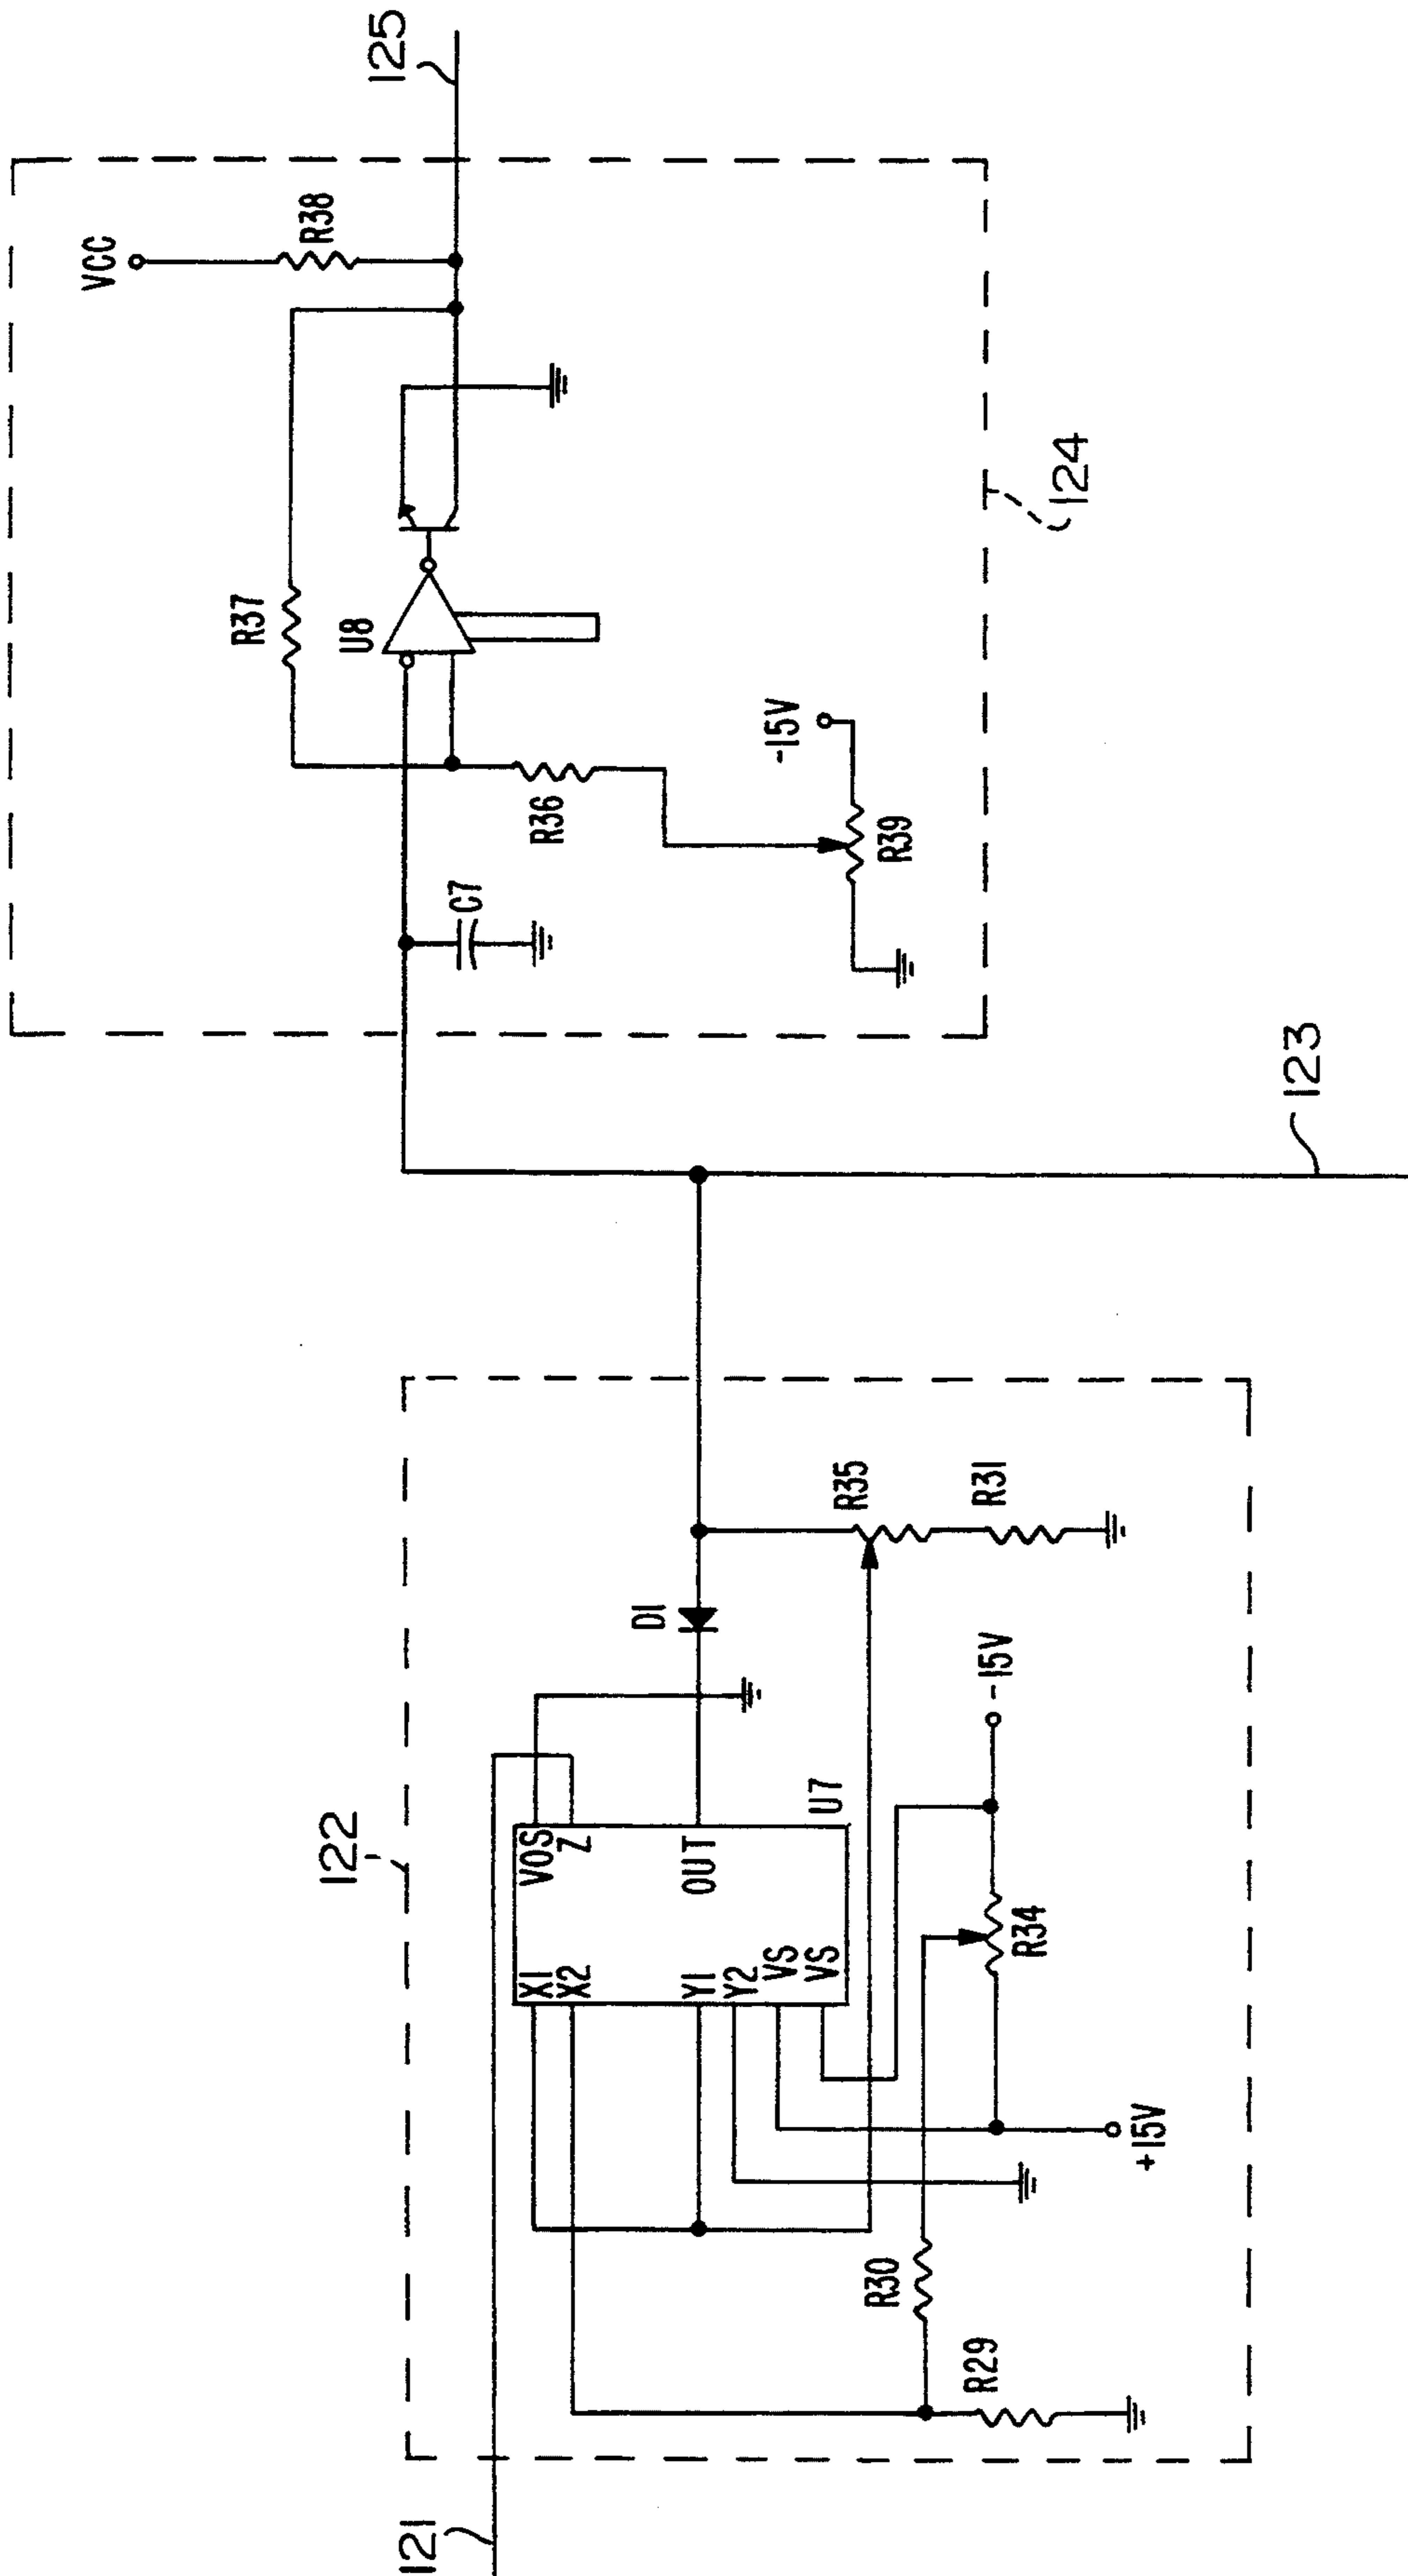 121
122
X1
X2
Y1
Y2
VS
VS
VOS
Z
OUT
U7
D1
R35
R31
-15V
R34
+15V
R30
R29
123
124
C7
R36
R39
-15V
R37
U8
VCC
R38
125